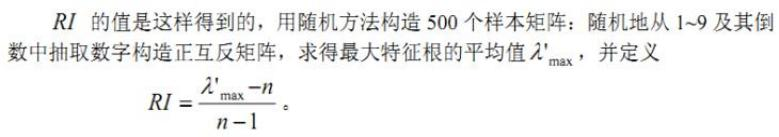 RI 的值是这样得到的，用随机方法构造 500 个样本矩阵：随机地从 1~9 及其倒
数中抽取数字构造正互反矩阵，求得最大特征根的平均值 λ'max ，并定义
RI = (λ'max − n) / (n − 1) 。